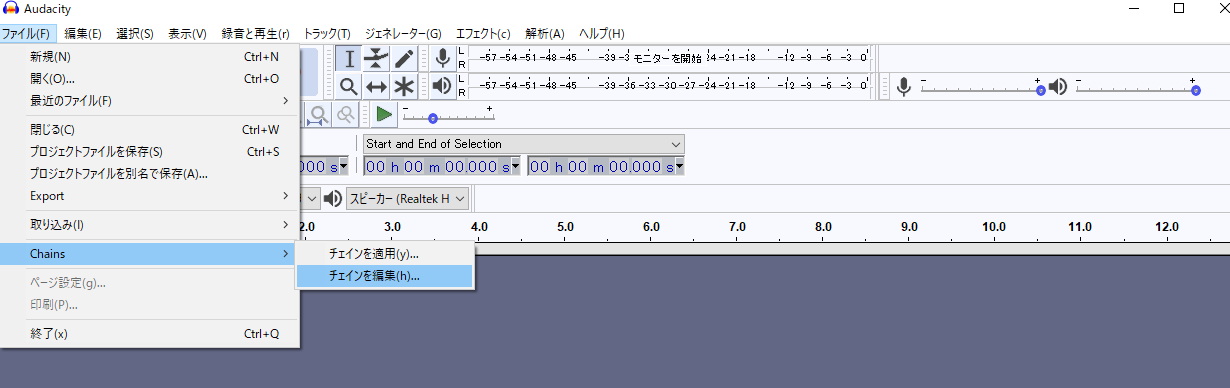 Audacity
ファイル(F) 編集(E) 選択(S) 表示(V) 録音と再生(r) トラック(T) ジェネレーター(G) エフェクト(c) 解析(A) ヘルプ(H)
新規(N) Ctrl+N
開く(O)... Ctrl+O
最近のファイル(F)
閉じる(C) Ctrl+W
プロジェクトファイルを保存(S) Ctrl+S
プロジェクトファイルを別名で保存(A)...
Export
取り込み(I)
Chains
ページ設定(g)...
印刷(P)...
終了(x) Ctrl+Q
チェインを適用(y)...
チェインを編集(h)...
L
R
-57 -54 -51 -48 -45 -39 -3 モニターを開始 24 -21 -18 -12 -9 -6 -3 0
L
R
-57 -54 -51 -48 -45 -39 -36 -33 -30 -27 -24 -21 -18 -12 -9 -6 -3 0
- +
- +
- +
Start and End of Selection
000 s 00 h 00 m 00.000 s 00 h 00 m 00.000 s
スピーカー (Realtek H
2.0 3.0 4.0 5.0 6.0 7.0 8.0 9.0 10.0 11.0 12.0